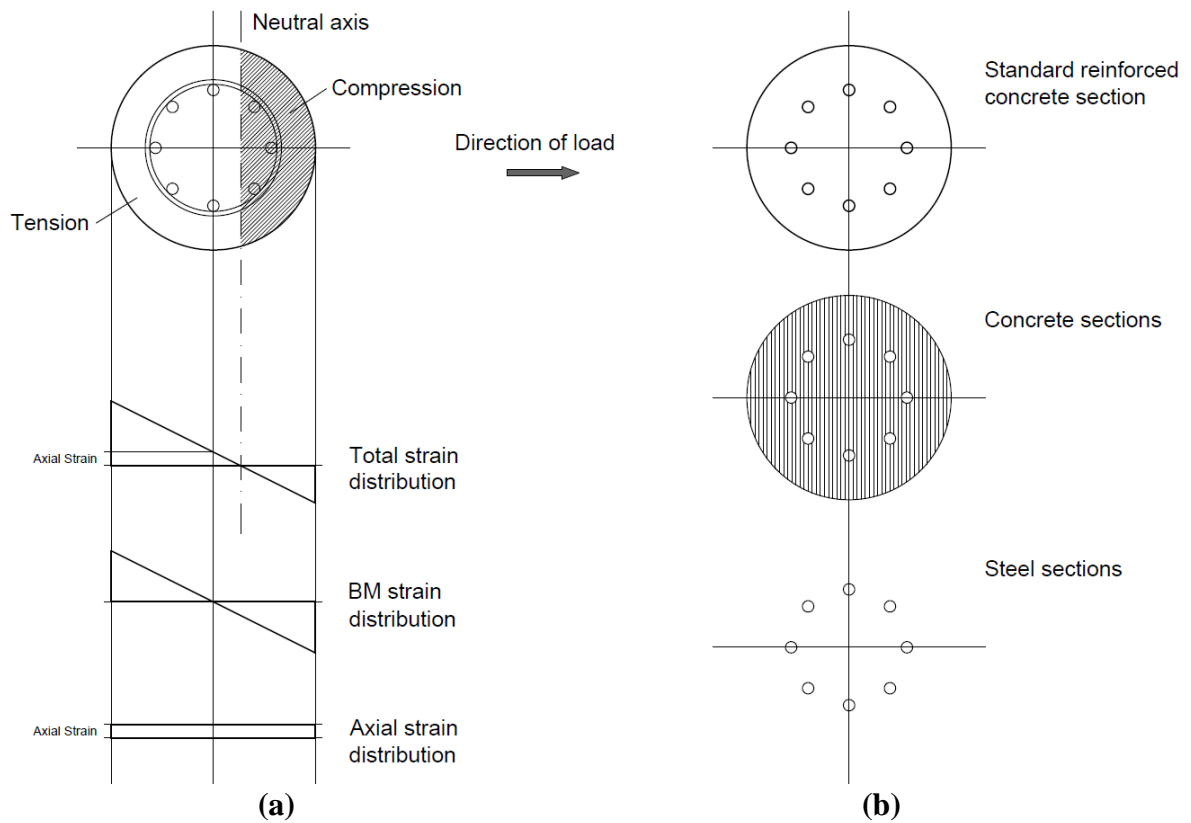 Neutral axis
Compression
Tension
Axial Strain
Total strain
distribution
BM strain
distribution
Axial Strain
Axial strain
distribution
(a)
Direction of load
Standard reinforced
concrete section
Concrete sections
Steel sections
(b)